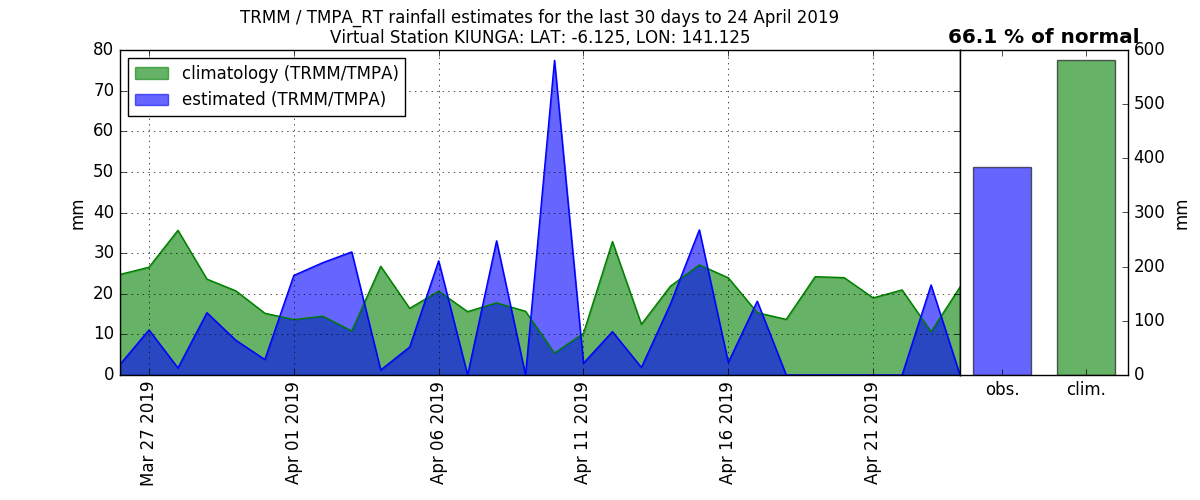 TRMM / TMPA_RT rainfall estimates for the last 30 days to 24 April 2019
Virtual Station KIUNGA: LAT: -6.125, LON: 141.125
66.1 % of normal
climatology (TRMM/TMPA)
estimated (TRMM/TMPA)
mm
80
70
60
50
40
30
20
10
0
Mar 27 2019
Apr 01 2019
Apr 06 2019
Apr 11 2019
Apr 16 2019
Apr 21 2019
obs.
clim.
600
500
400
300
200
100
0
mm